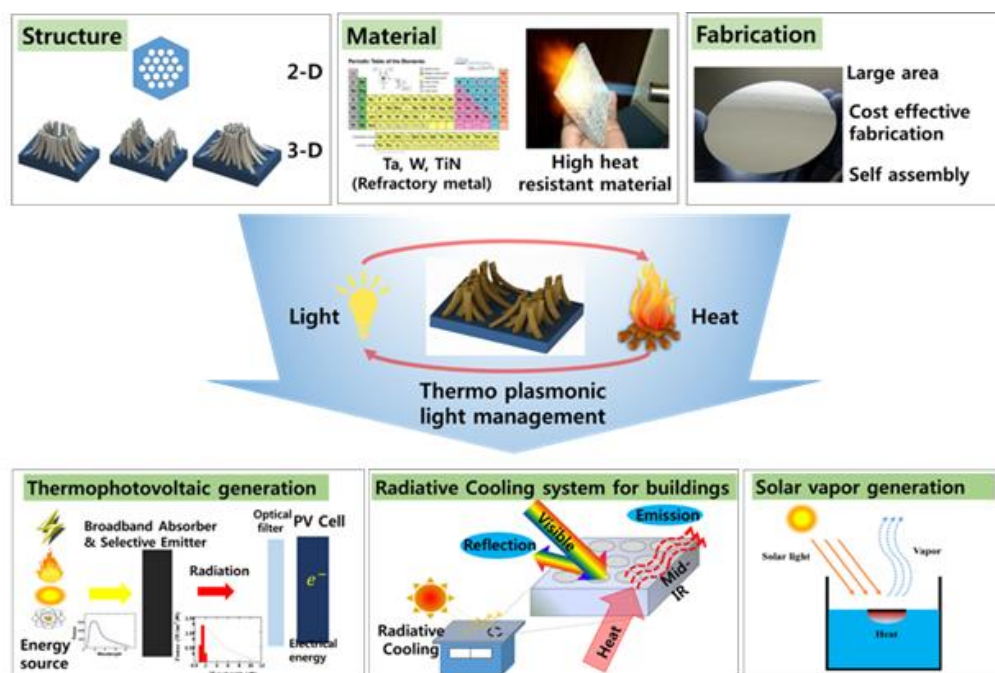 Structure
2-D
3-D
Material
Periodic Table of the Elements
Ta, W, TiN
(Refractory metal)
High heat
resistant material
Fabrication
Large area
Cost effective
fabrication
Self assembly
Light
Heat
Thermo plasmonic
light management
Thermophotovoltaic generation
Broadband Absorber
& Selective Emitter
Optical
filter
PV Cell
Radiation
e⁻
Energy
source
Electrical
energy
Radiative Cooling system for buildings
Visible
Emission
Reflection
Mid-
IR
Heat
Radiative
Cooling
Solar vapor generation
Solar light
Vapor
Heat